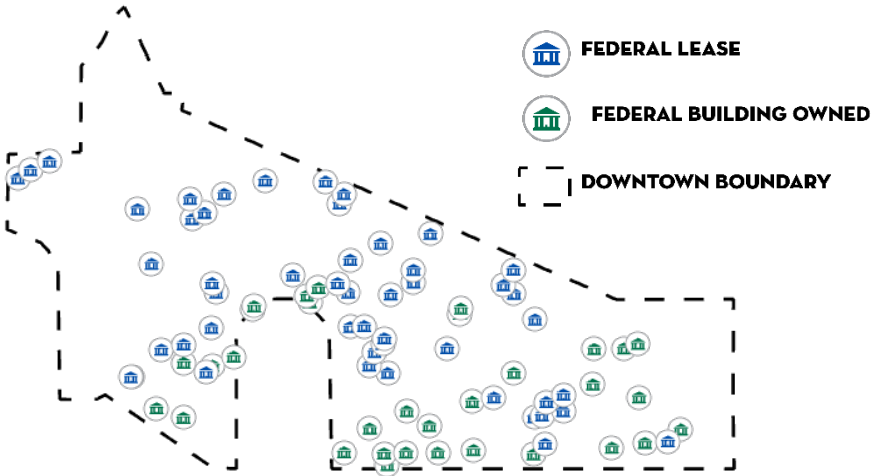 FEDERAL LEASE
FEDERAL BUILDING OWNED
DOWNTOWN BOUNDARY